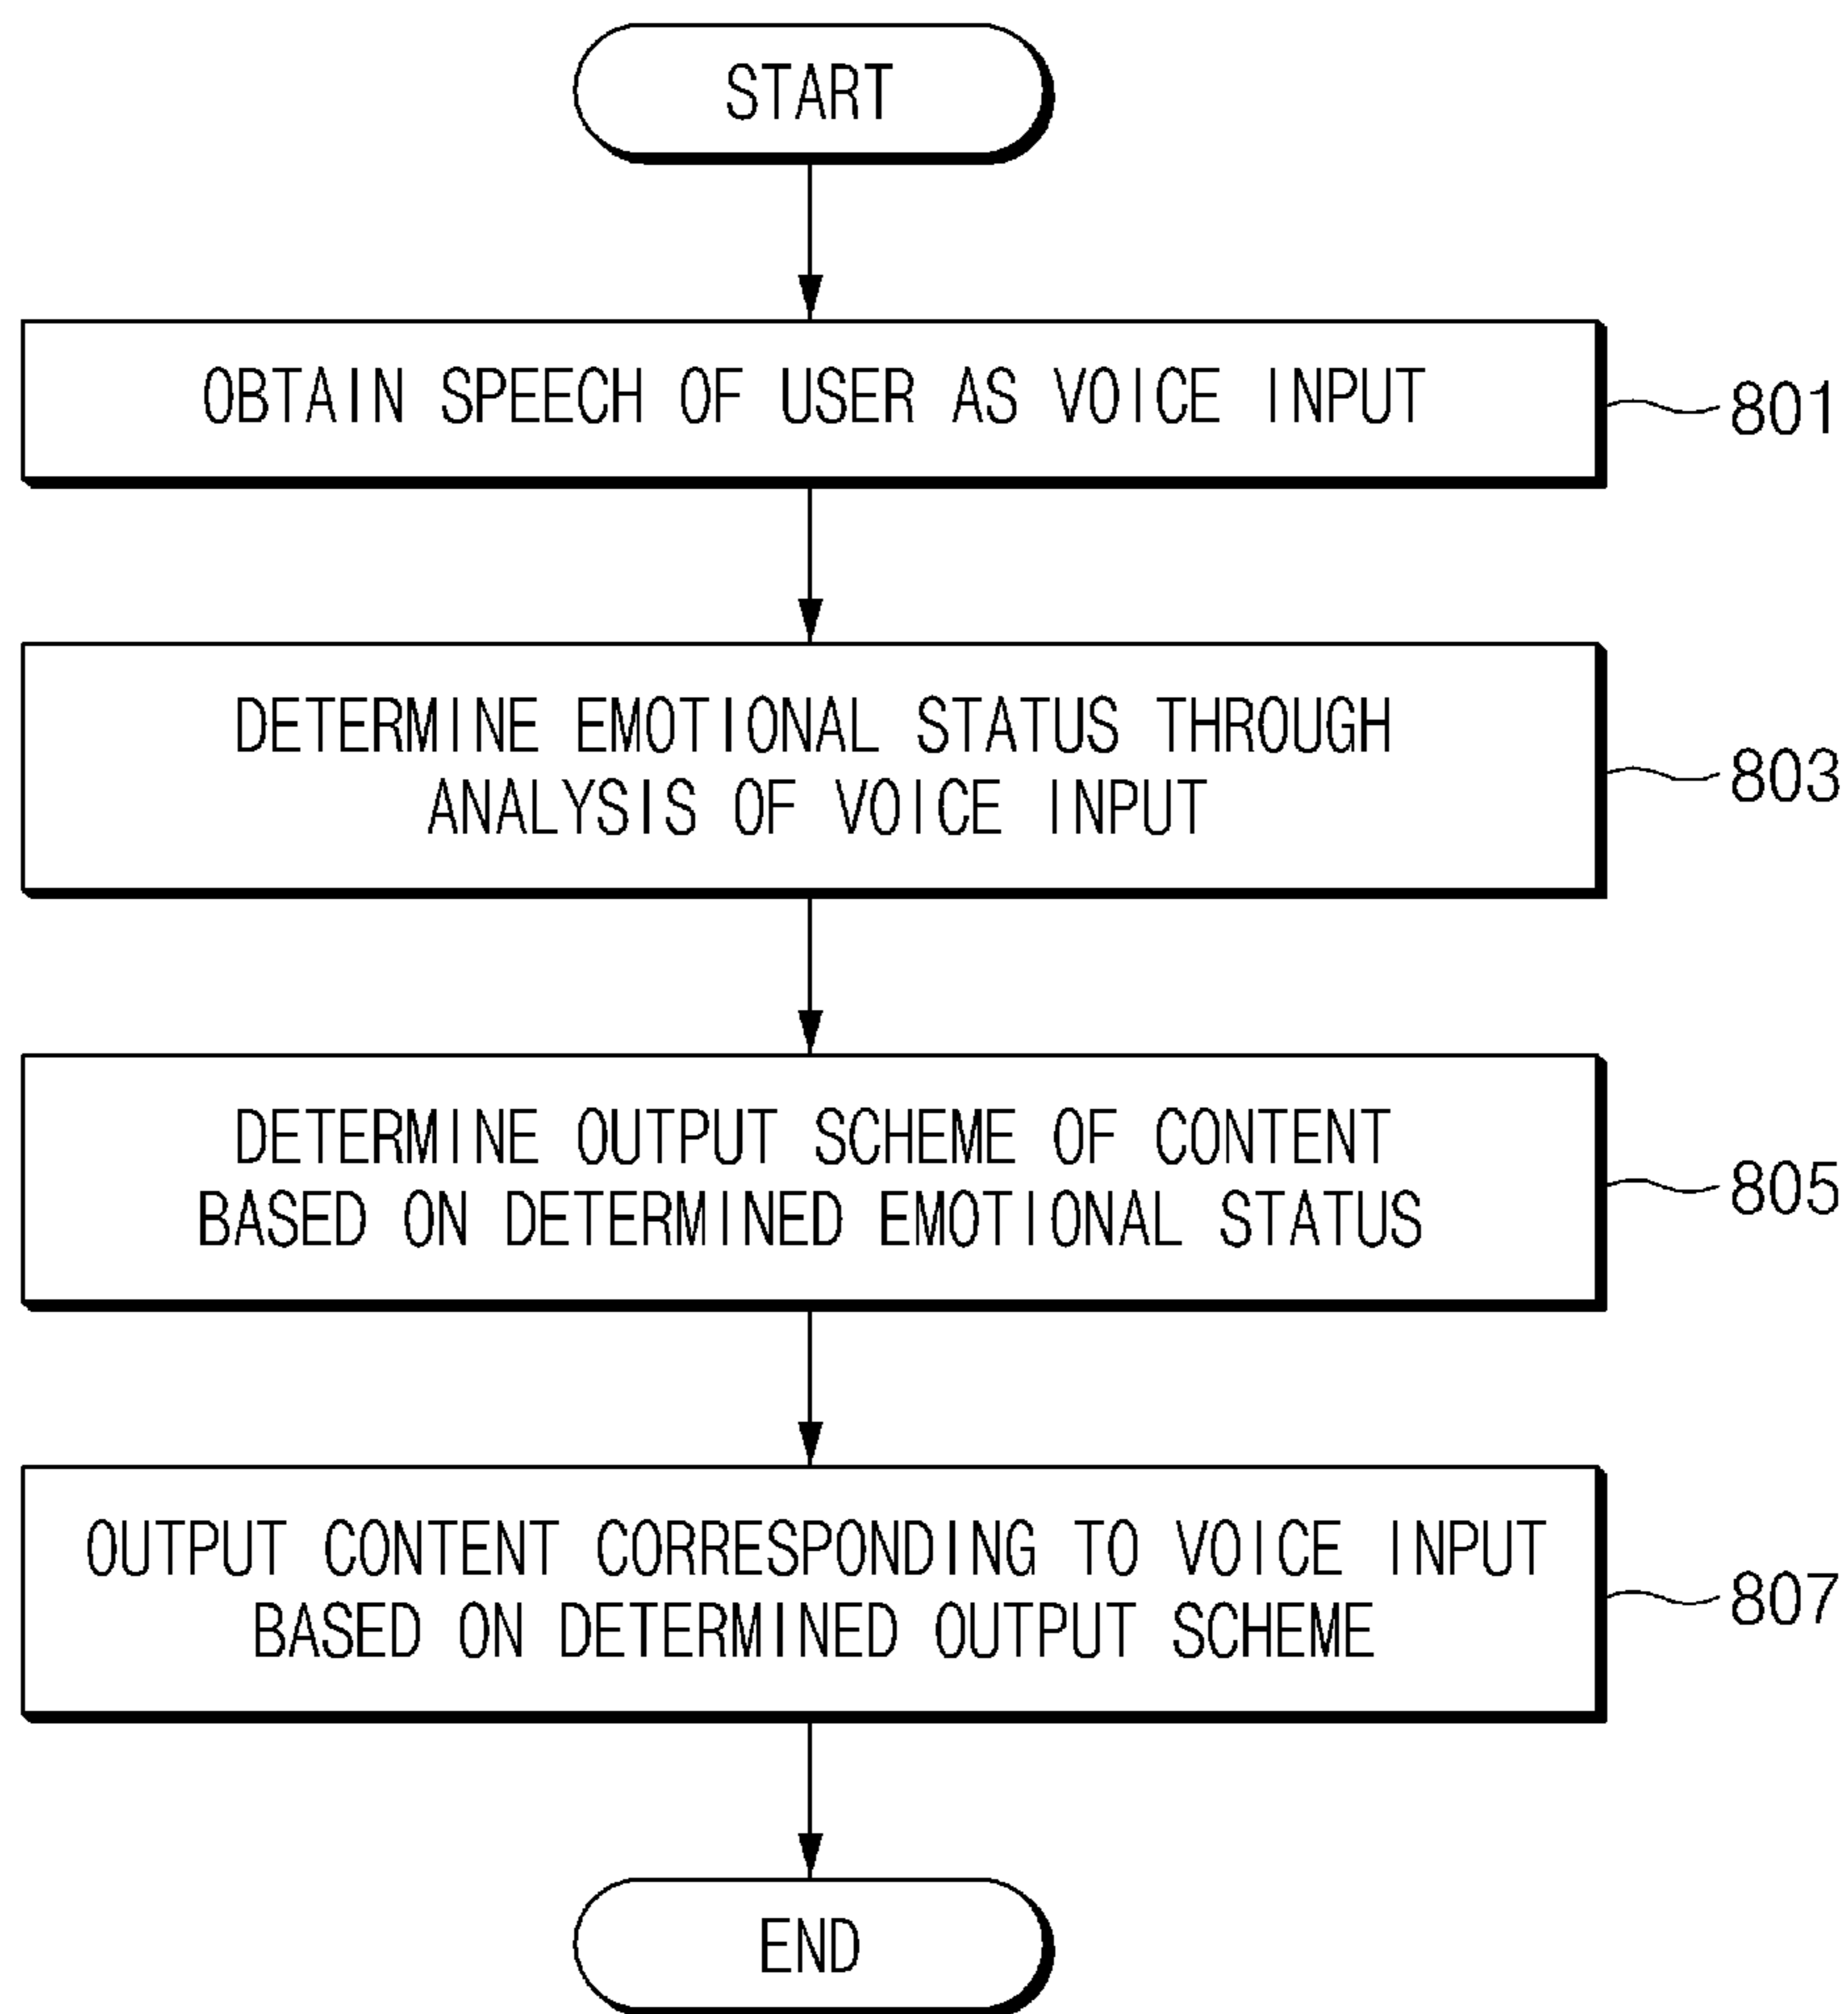 START
OBTAIN SPEECH OF USER AS VOICE INPUT
801
DETERMINE EMOTIONAL STATUS THROUGH
ANALYSIS OF VOICE INPUT
803
DETERMINE OUTPUT SCHEME OF CONTENT
BASED ON DETERMINED EMOTIONAL STATUS
805
OUTPUT CONTENT CORRESPONDING TO VOICE INPUT
BASED ON DETERMINED OUTPUT SCHEME
807
END